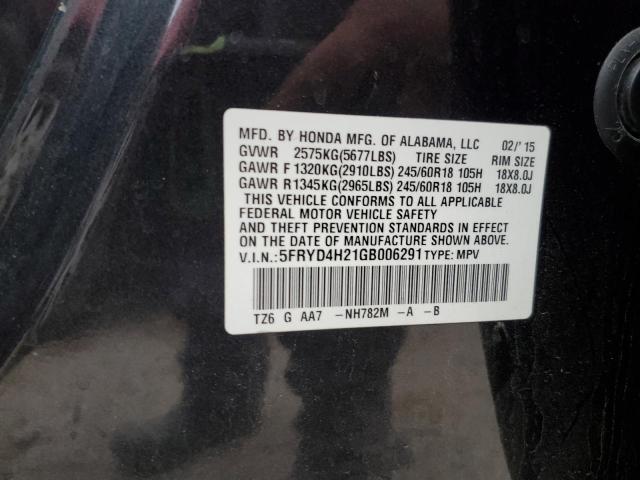 MFD. BY HONDA MFG. OF ALABAMA, LLC 02/'15
GVWR 2575KG(5677LBS) TIRE SIZE RIM SIZE
GAWR F 1320KG(2910LBS) 245/60R18 105H 18X8.0J
GAWR R1345KG(2965LBS) 245/60R18 105H 18X8.0J
THIS VEHICLE CONFORMS TO ALL APPLICABLE
FEDERAL MOTOR VEHICLE SAFETY
AND THEFT PREVENTION STANDARDS IN EFFECT
ON THE DATE OF MANUFACTURE SHOWN ABOVE.
V.I.N.:5FRYD4H21GB006291 TYPE: MPV
TZ6 G AA7 -NH782M -A -B